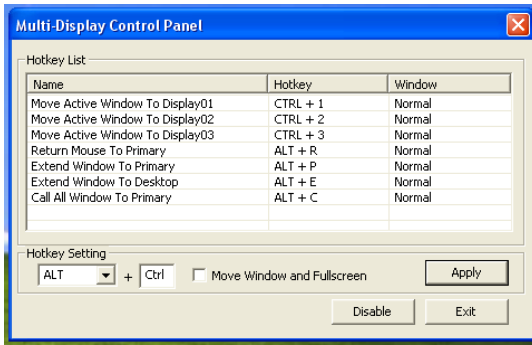 Multi-Display Control Panel
Hotkey List
Name Hotkey Window
Move Active Window To Display01 CTRL + 1 Normal
Move Active Window To Display02 CTRL + 2 Normal
Move Active Window To Display03 CTRL + 3 Normal
Return Mouse To Primary ALT + R Normal
Extend Window To Primary ALT + P Normal
Extend Window To Desktop ALT + E Normal
Call All Window To Primary ALT + C Normal
Hotkey Setting
ALT + Ctrl Move Window and Fullscreen Apply
Disable Exit